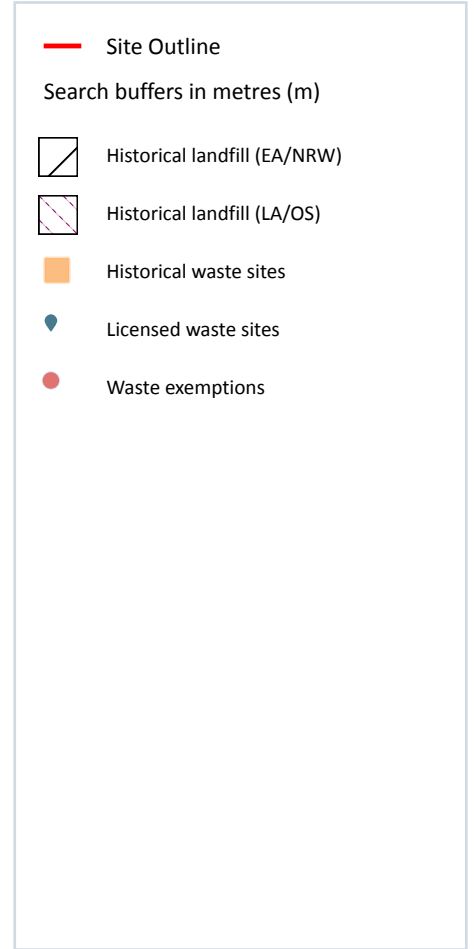 Site Outline
Search buffers in metres (m)
Historical landfill (EA/NRW)
Historical landfill (LA/OS)
Historical waste sites
Licensed waste sites
Waste exemptions